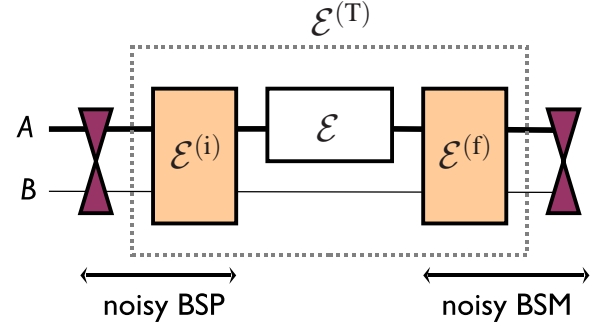 ℰ(T)
A
ℰ(i)
ℰ
ℰ(f)
B
noisy BSP
noisy BSM